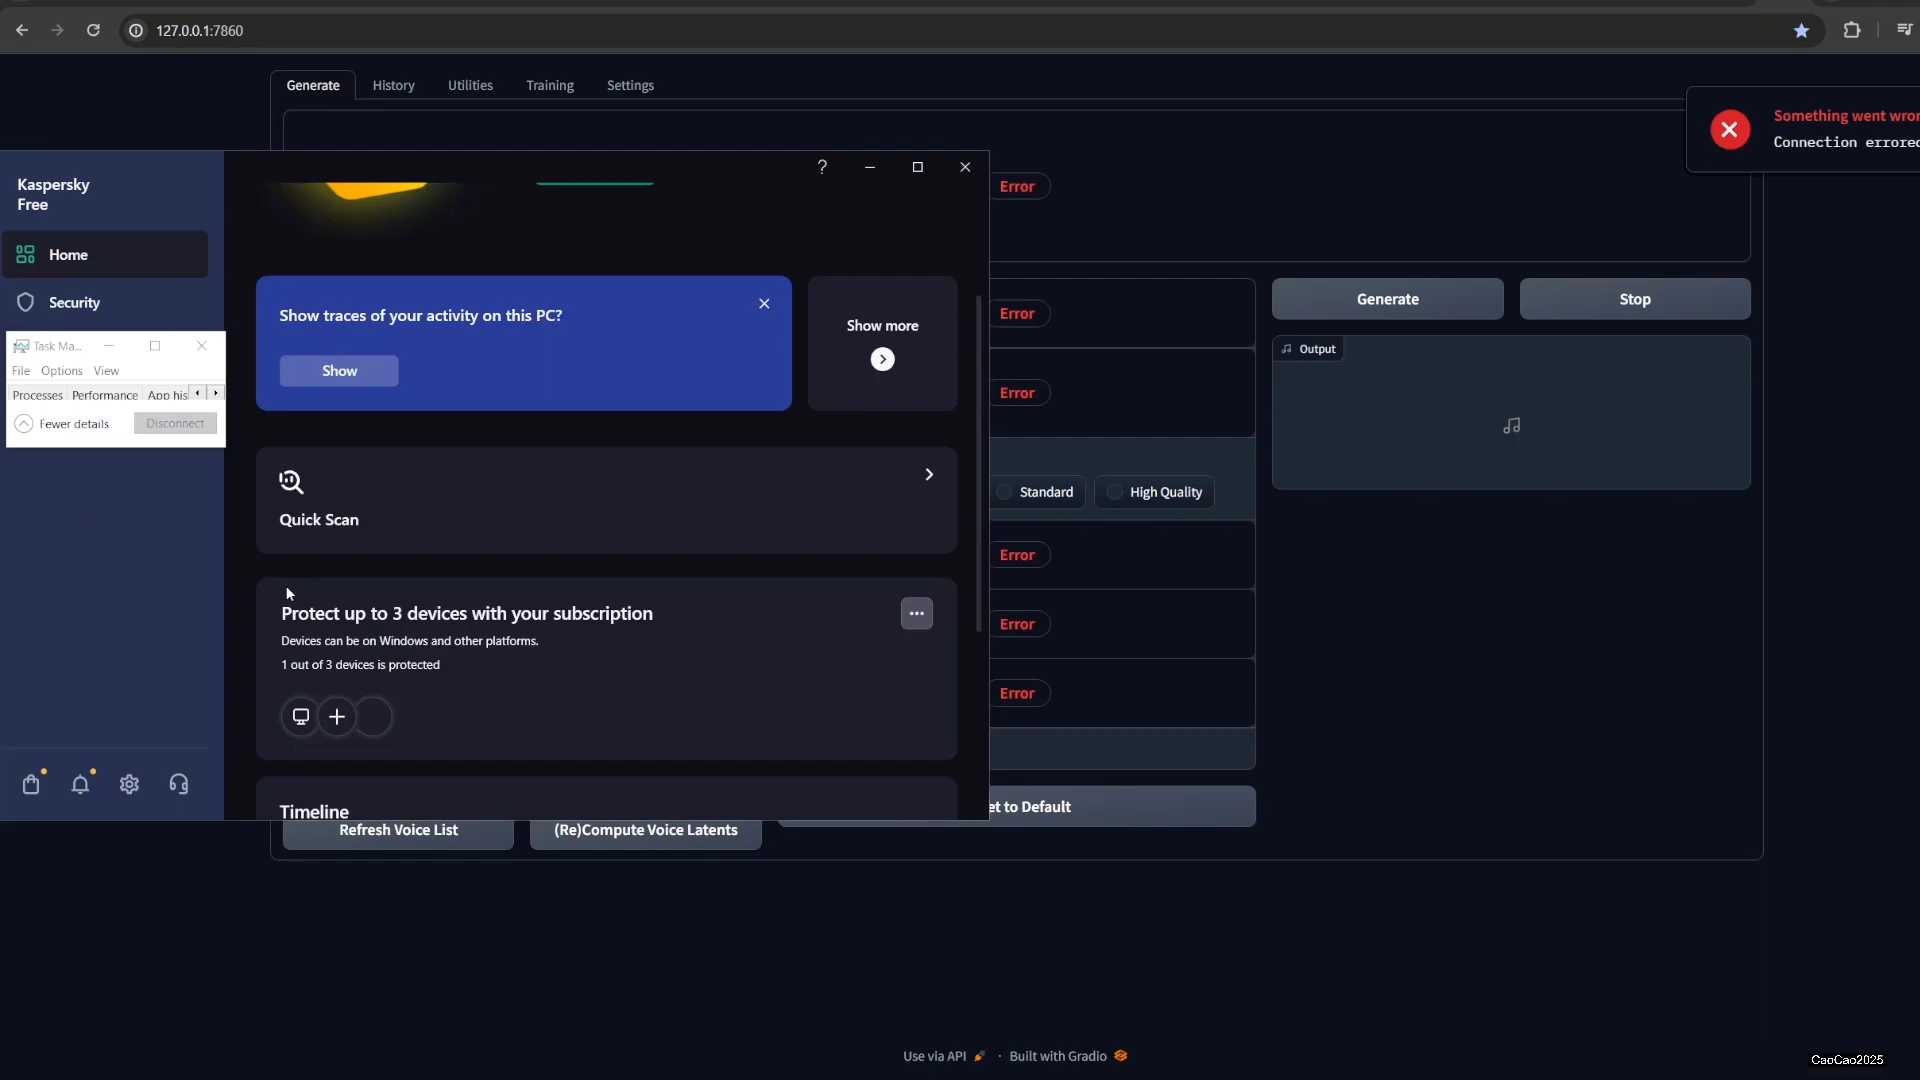 127.0.0.1:7860
Generate
History
Utilities
Training
Settings
Something went
Connection errored
Kaspersky
Free
Home
Security
Error
Show traces of your activity on this PC?
Show
Show more
Error
Generate
Stop
Output
Task Ma...
File
Options
View
Processes
Performance
App his
Fewer details
Disconnect
Error
Quick Scan
Standard
High Quality
Error
Protect up to 3 devices with your subscription
Devices can be on Windows and other platforms.
1 out of 3 devices is protected
Error
Error
Timeline
et to Default
Refresh Voice List
(Re)Compute Voice Latents
Use via API
·
Built with Gradio
CaoCao2025